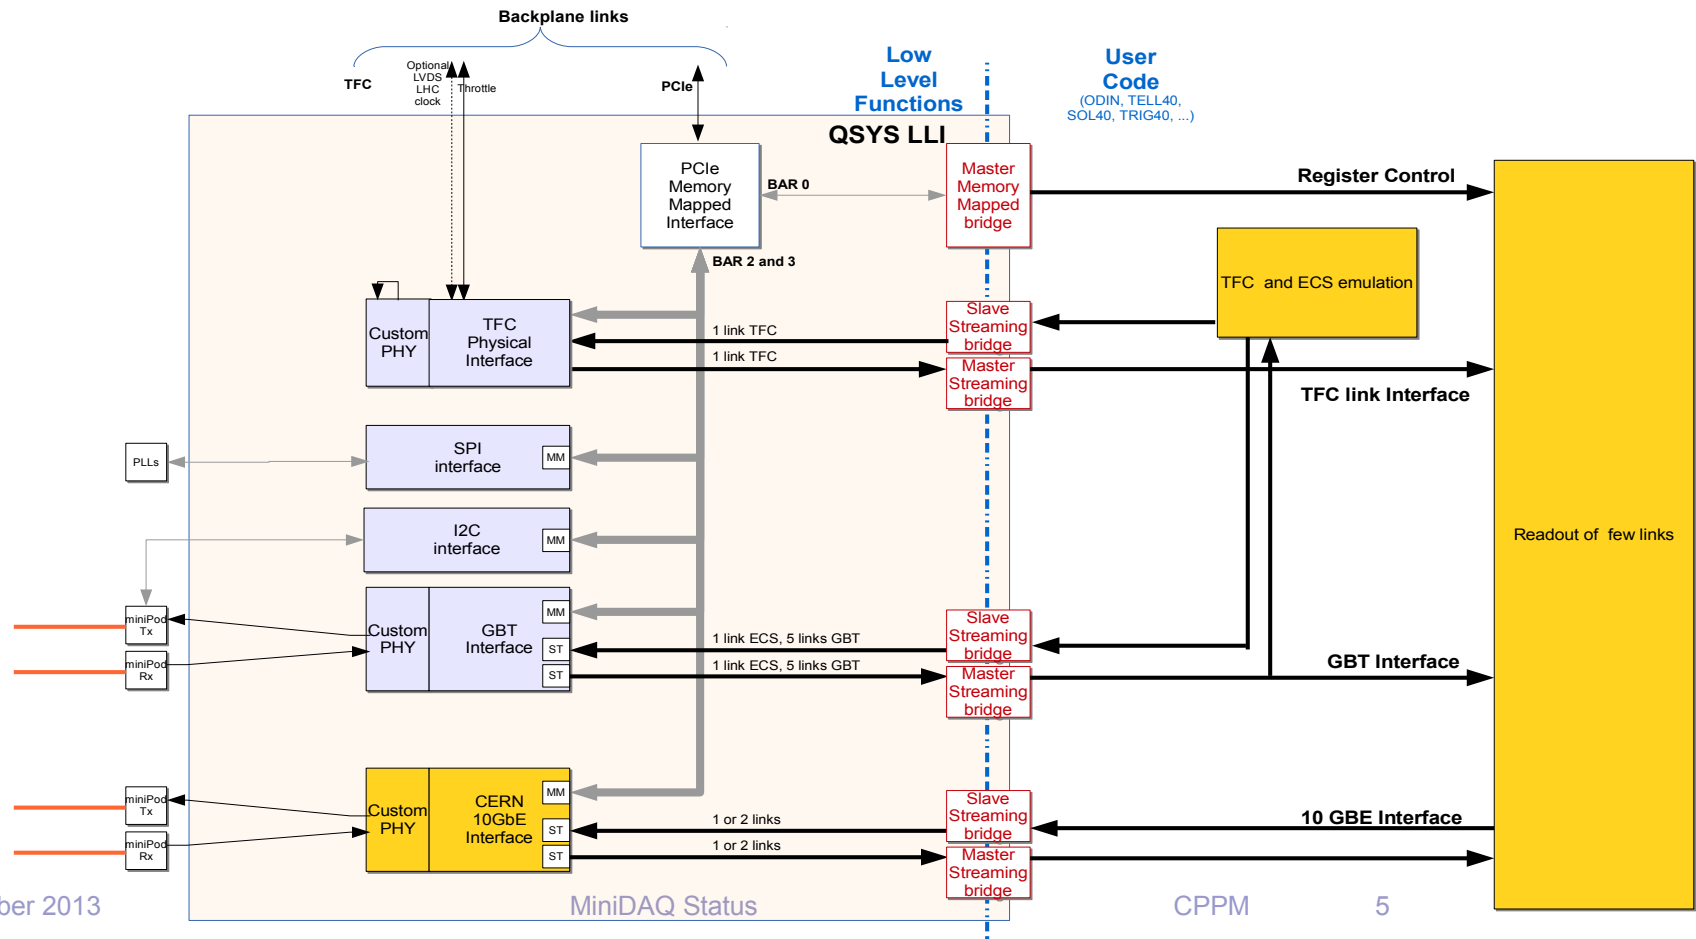 Backplane links
TFC
Optional
LVDS
LHC
clock
Throttle
PCIe
Low
Level
Functions
User
Code
(ODIN, TELL40,
SOL40, TRIG40, ...)
QSYS LLI
PCIe
Memory
Mapped
Interface
BAR 0
Master
Memory
Mapped
bridge
Register Control
BAR 2 and 3
TFC and ECS emulation
Custom
PHY
TFC
Physical
Interface
1 link TFC
1 link TFC
Slave
Streaming
bridge
Master
Streaming
bridge
TFC link Interface
PLLs
SPI
interface
MM
I2C
interface
MM
Readout of few links
miniPod
Tx
miniPod
Rx
Custom
PHY
GBT
Interface
MM
ST
ST
1 link ECS, 5 links GBT
1 link ECS, 5 links GBT
Slave
Streaming
bridge
Master
Streaming
bridge
GBT Interface
miniPod
Tx
miniPod
Rx
Custom
PHY
CERN
10GbE
Interface
MM
ST
ST
1 or 2 links
1 or 2 links
Slave
Streaming
bridge
Master
Streaming
bridge
10 GBE Interface
ber 2013
MiniDAQ Status
CPPM
5